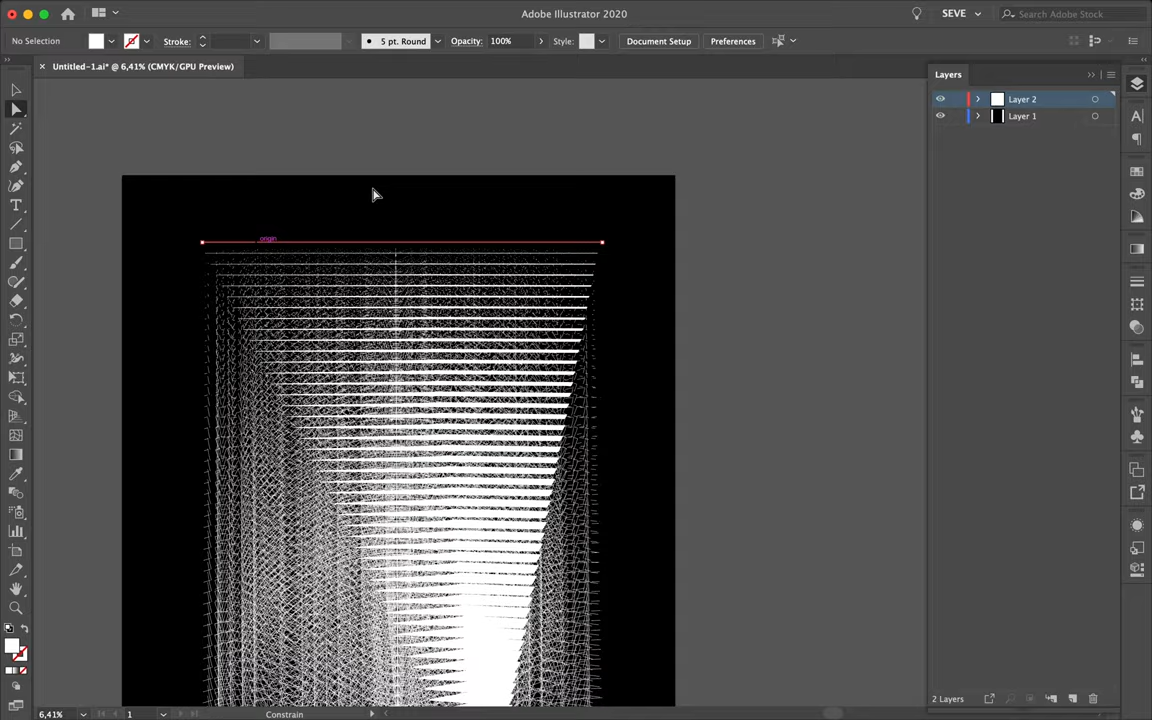 Adobe Illustrator 2020
SEVE
Search Adobe Stock
No Selection
Stroke:
5 pt. Round
Opacity:
100%
Style:
Document Setup
Preferences
Untitled-1.ai* @ 6,41% (CMYK/GPU Preview)
Layers
Layer 2
Layer 1
origin
2 Layers
6,41%
1
Constrain